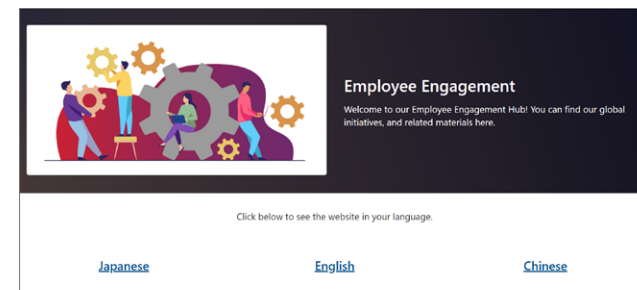 Employee Engagement
Welcome to our Employee Engagement Hub! You can find our global
initiatives, and related materials here.
Click below to see the website in your language.
Japanese
English
Chinese